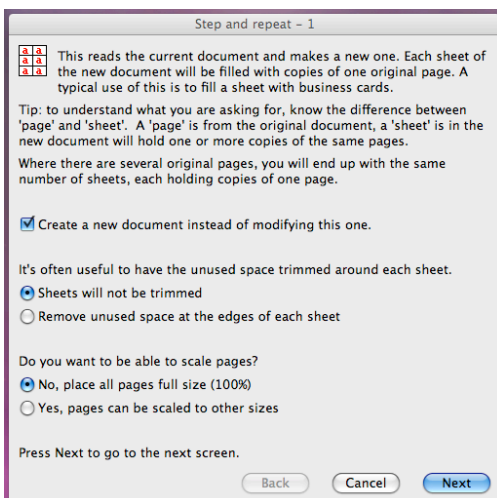 Step and repeat – 1
a a
a a
a a
This reads the current document and makes a new one. Each sheet of
the new document will be filled with copies of one original page. A
typical use of this is to fill a sheet with business cards.
Tip: to understand what you are asking for, know the difference between
'page' and 'sheet'.  A 'page' is from the original document, a 'sheet' is in the
new document will hold one or more copies of the same pages.
Where there are several original pages, you will end up with the same
number of sheets, each holding copies of one page.
Create a new document instead of modifying this one.
It's often useful to have the unused space trimmed around each sheet.
Sheets will not be trimmed
Remove unused space at the edges of each sheet
Do you want to be able to scale pages?
No, place all pages full size (100%)
Yes, pages can be scaled to other sizes
Press Next to go to the next screen.
Back Cancel Next